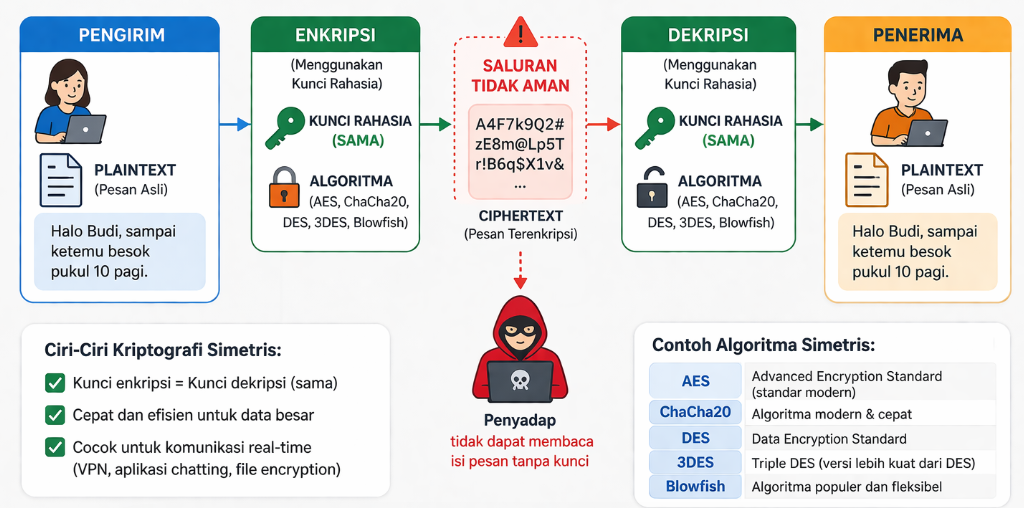 PENGIRIM
PLAINTEXT
(Pesan Asli)
Halo Budi, sampai
ketemu besok
pukul 10 pagi.
ENKRIPSI
(Menggunakan
Kunci Rahasia)
KUNCI RAHASIA
(SAMA)
ALGORITMA
(AES, ChaCha20,
DES, 3DES, Blowfish)
!
SALURAN
TIDAK AMAN
A4F7k9Q2#
zE8m@Lp5T
r!B6q$X1v&
...
CIPHERTEXT
(Pesan Terenkripsi)
DEKRIPSI
(Menggunakan
Kunci Rahasia)
KUNCI RAHASIA
(SAMA)
ALGORITMA
(AES, ChaCha20,
DES, 3DES, Blowfish)
PENERIMA
PLAINTEXT
(Pesan Asli)
Halo Budi, sampai
ketemu besok
pukul 10 pagi.
Ciri-Ciri Kriptografi Simetris:
Kunci enkripsi = Kunci dekripsi (sama)
Cepat dan efisien untuk data besar
Cocok untuk komunikasi real-time
(VPN, aplikasi chatting, file encryption)
Penyadap
tidak dapat membaca
isi pesan tanpa kunci
Contoh Algoritma Simetris:
AES Advanced Encryption Standard
(standar modern)
ChaCha20 Algoritma modern & cepat
DES Data Encryption Standard
3DES Triple DES (versi lebih kuat dari DES)
Blowfish Algoritma populer dan fleksibel